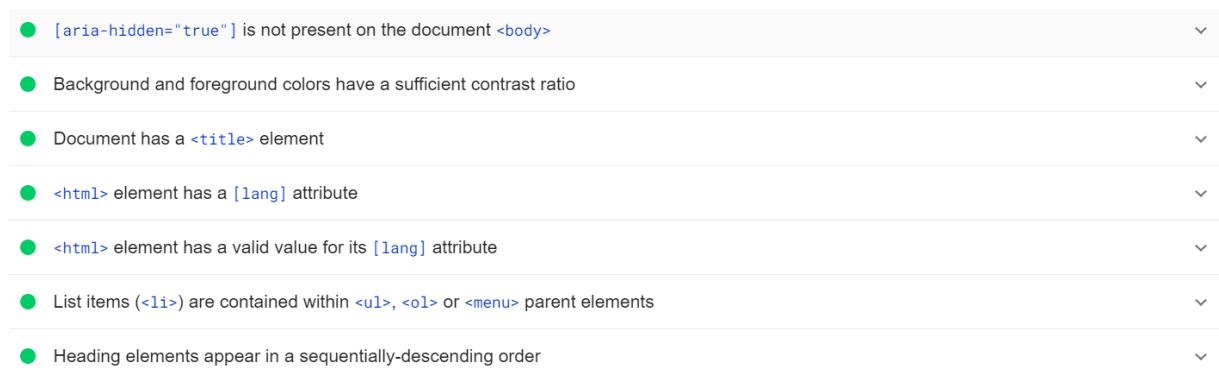 [aria-hidden="true"] is not present on the document <body>
Background and foreground colors have a sufficient contrast ratio
Document has a <title> element
<html> element has a [lang] attribute
<html> element has a valid value for its [lang] attribute
List items (<li>) are contained within <ul>, <ol> or <menu> parent elements
Heading elements appear in a sequentially-descending order